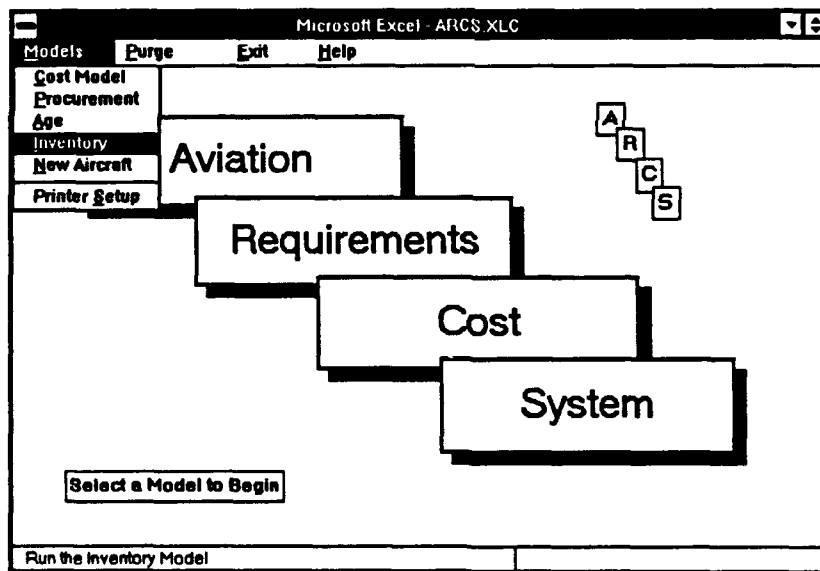 Microsoft Excel - ARCS.XLC
Models Purge Exit Help
Cost Model
Procurement
Age
Inventory
New Aircraft
Printer Setup
Aviation
Requirements
Cost
System
A
R
C
S
Select a Model to Begin
Run the Inventory Model